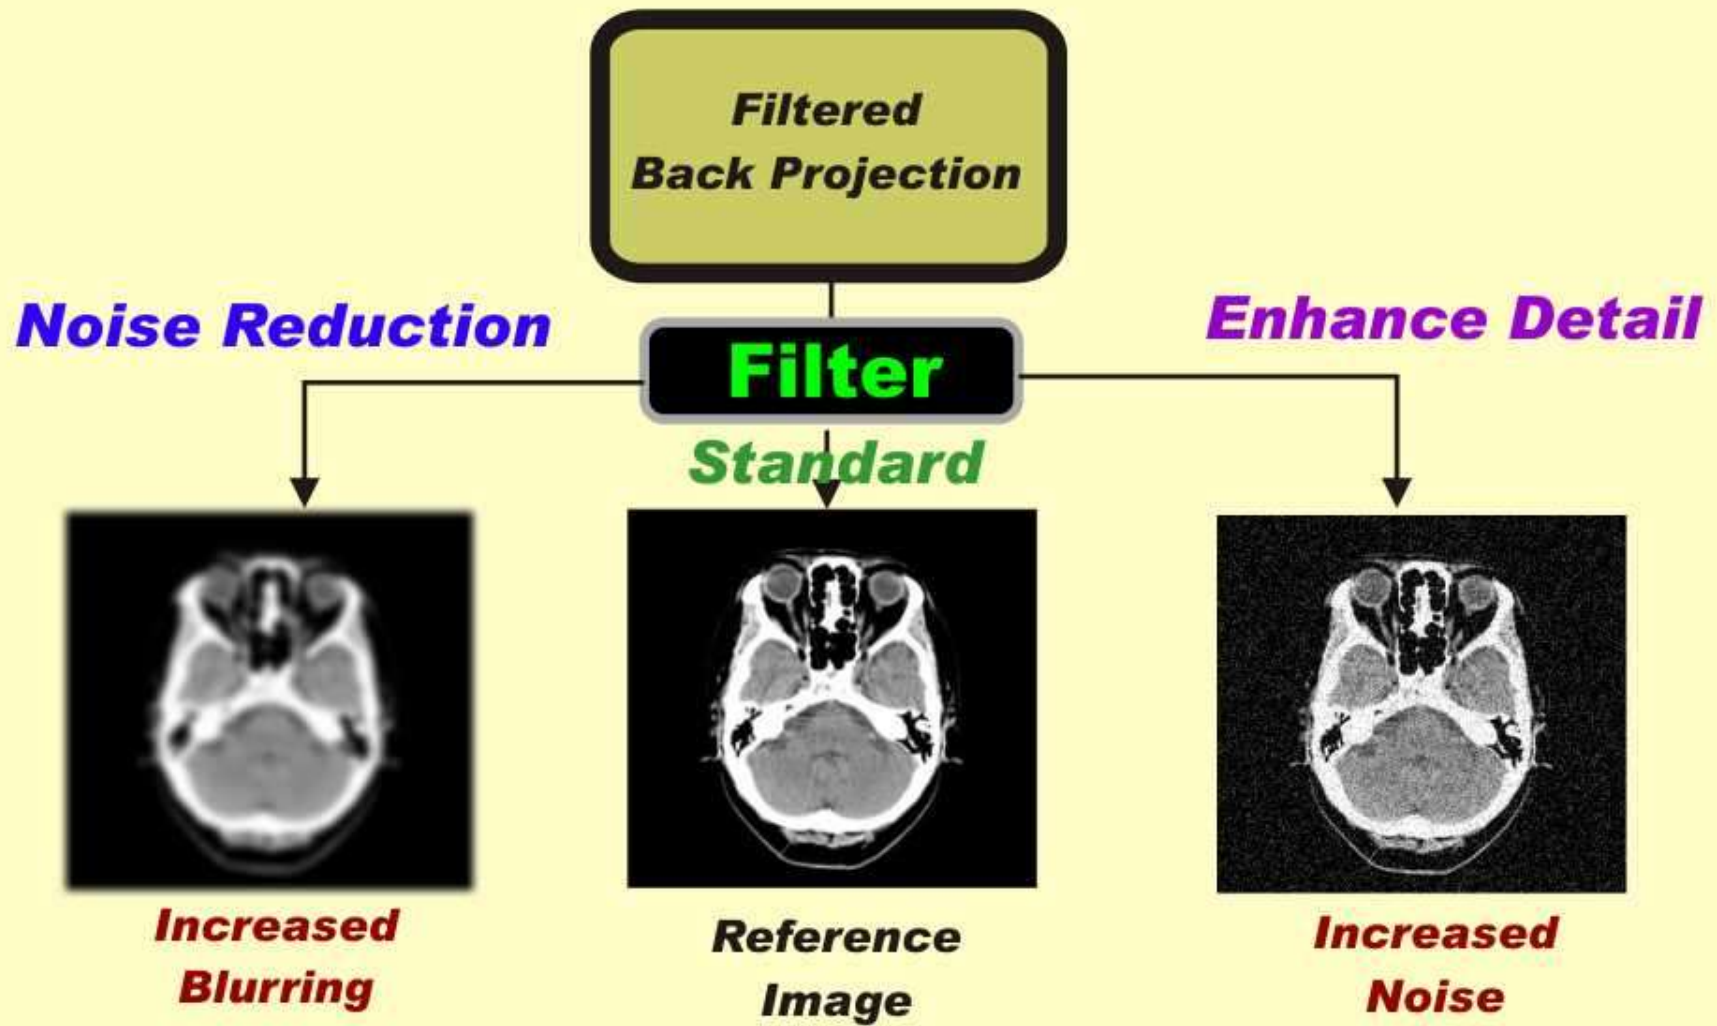 Filtered
Back Projection
Noise Reduction
Enhance Detail
Filter
Standard
Increased
Blurring
Reference
Image
Increased
Noise